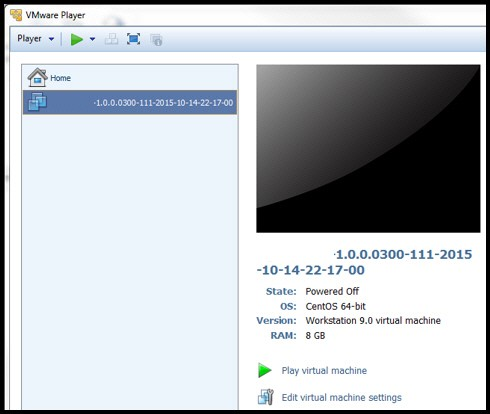 VMware Player
Player
Home
-1.0.0.0300-111-2015-10-14-22-17-00
-1.0.0.0300-111-2015
-10-14-22-17-00
State: Powered Off
OS: CentOS 64-bit
Version: Workstation 9.0 virtual machine
RAM: 8 GB
Play virtual machine
Edit virtual machine settings